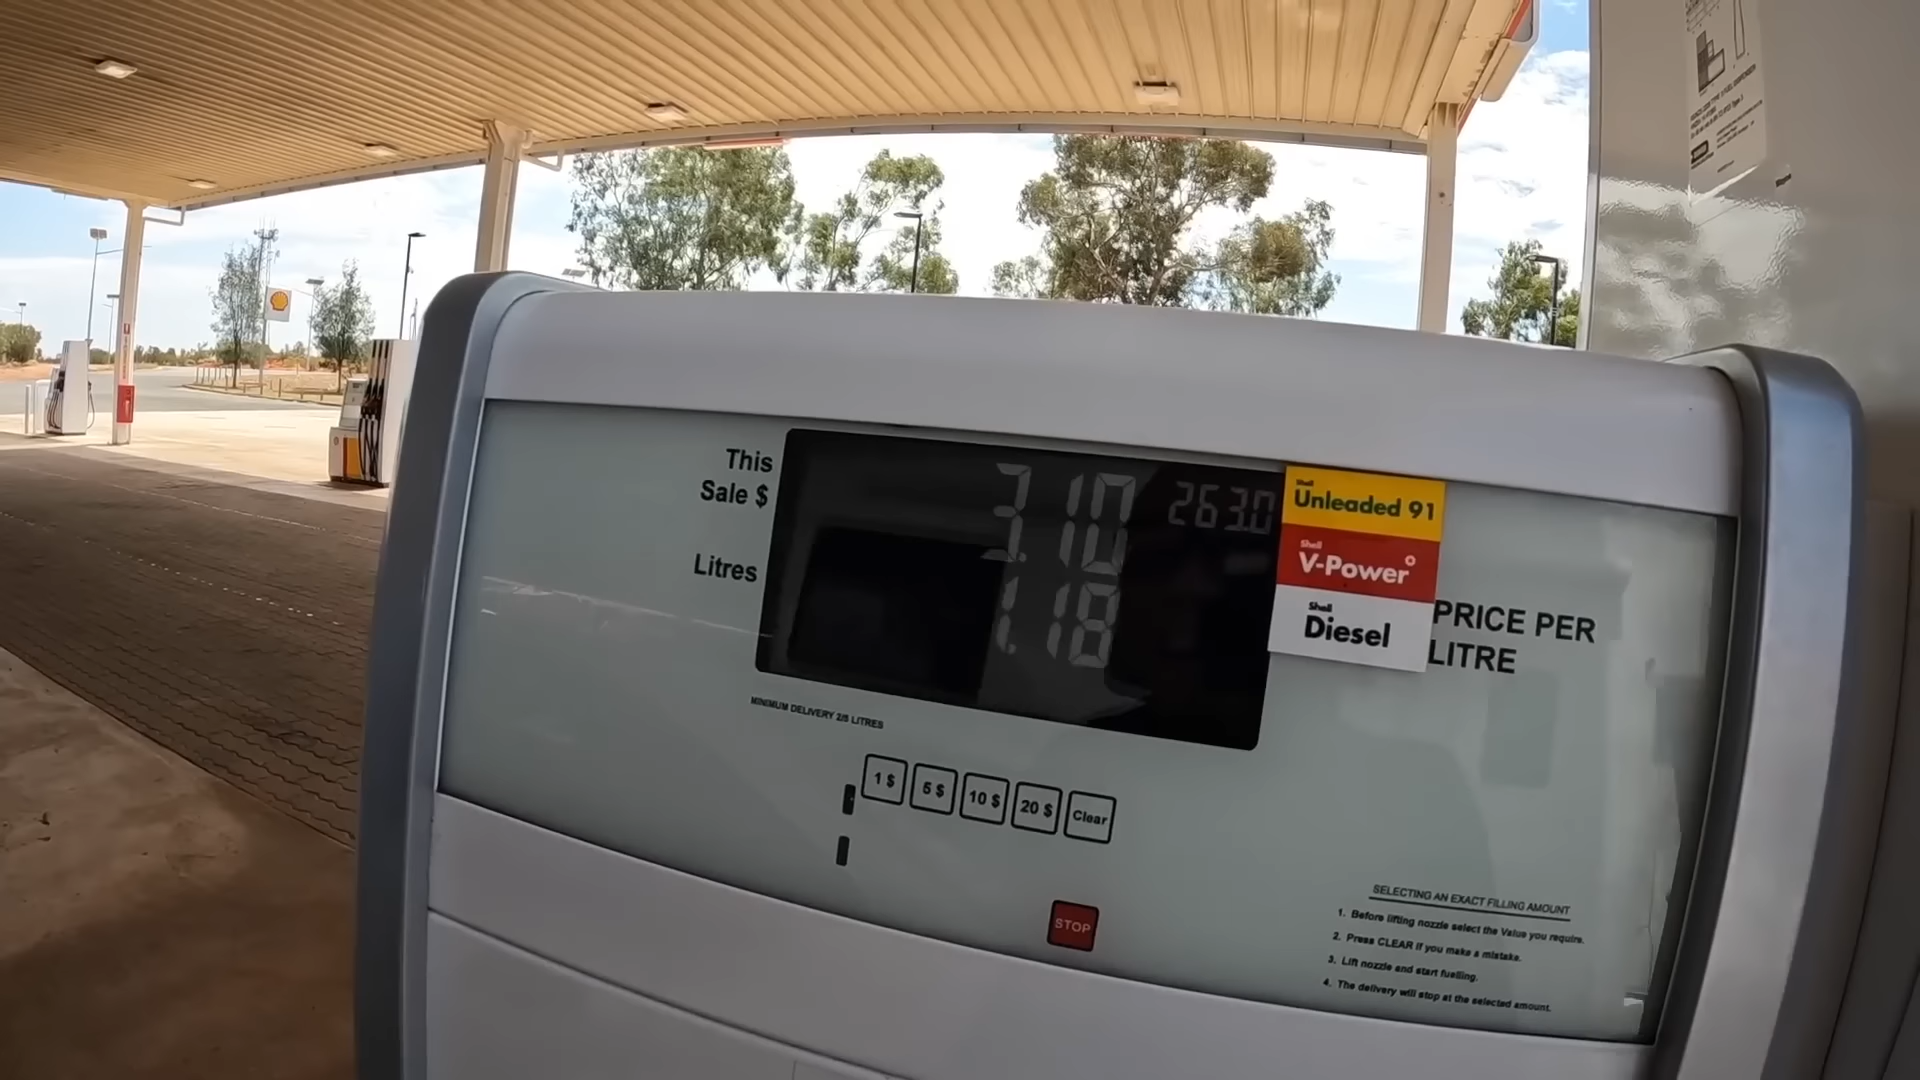 This
Sale $
3.10
263.0
Shell
Unleaded 91
Shell
V-Power
Shell
Diesel
Litres
1.18
PRICE PER
LITRE
MINIMUM DELIVERY 2/5 LITRES
1 $
5 $
10 $
20 $
Clear
STOP
SELECTING AN EXACT FILLING AMOUNT
1. Before lifting nozzle select the Value you require.
2. Press CLEAR if you make a mistake.
3. Lift nozzle and start fuelling.
4. The delivery will stop at the selected amount.